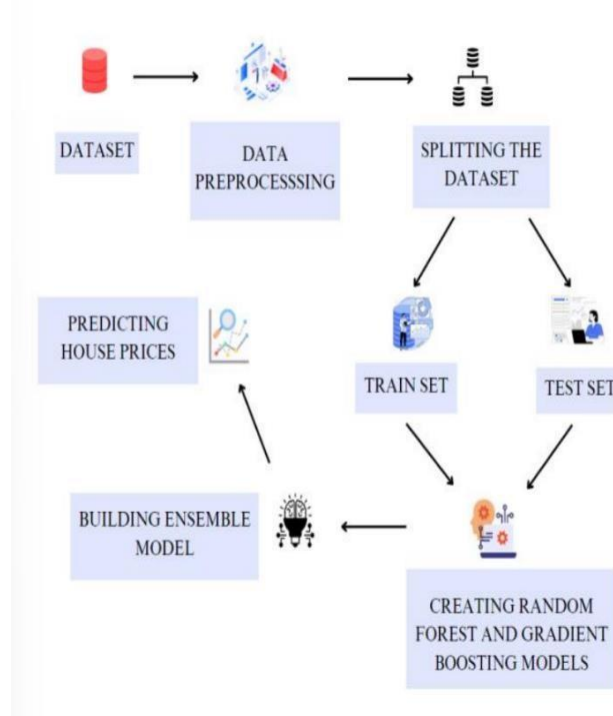 DATASET
DATA
PREPROCESSSING
SPLITTING THE
DATASET
PREDICTING
HOUSE PRICES
TRAIN SET
TEST SET
BUILDING ENSEMBLE
MODEL
CREATING RANDOM
FOREST AND GRADIENT
BOOSTING MODELS